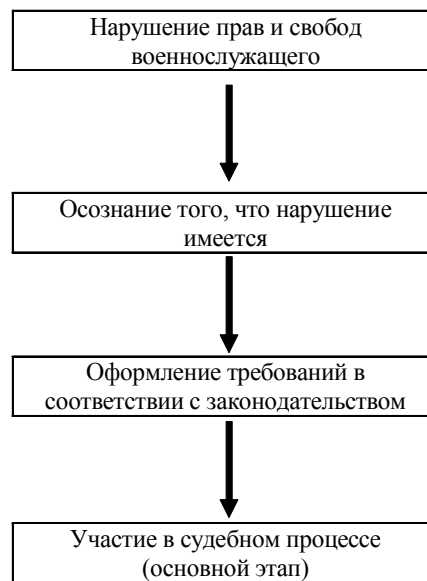 Нарушение прав и свобод
военнослужащего
Осознание того, что нарушение
имеется
Оформление требований в
соответствии с законодательством
Участие в судебном процессе
(основной этап)